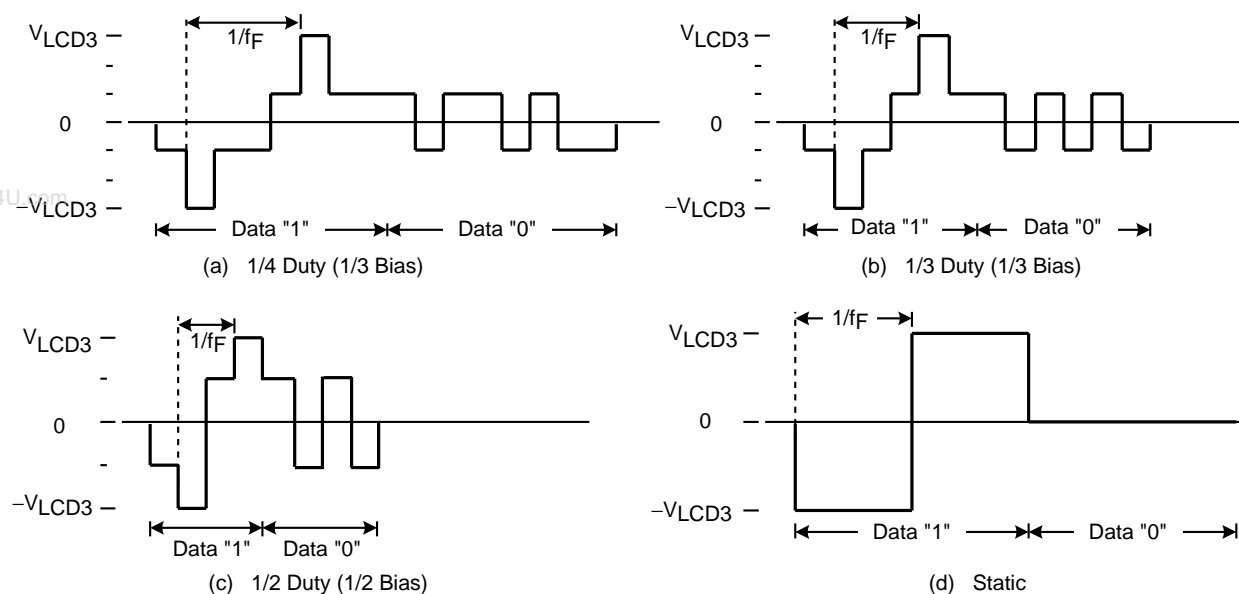 VLCD3
1/fF
0
−VLCD3
Data "1"
Data "0"
(a) 1/4 Duty (1/3 Bias)
VLCD3
1/fF
0
−VLCD3
Data "1"
Data "0"
(b) 1/3 Duty (1/3 Bias)
4U.com
VLCD3
1/fF
0
−VLCD3
Data "1"
Data "0"
(c) 1/2 Duty (1/2 Bias)
VLCD3
1/fF
0
−VLCD3
Data "1"
Data "0"
(d) Static